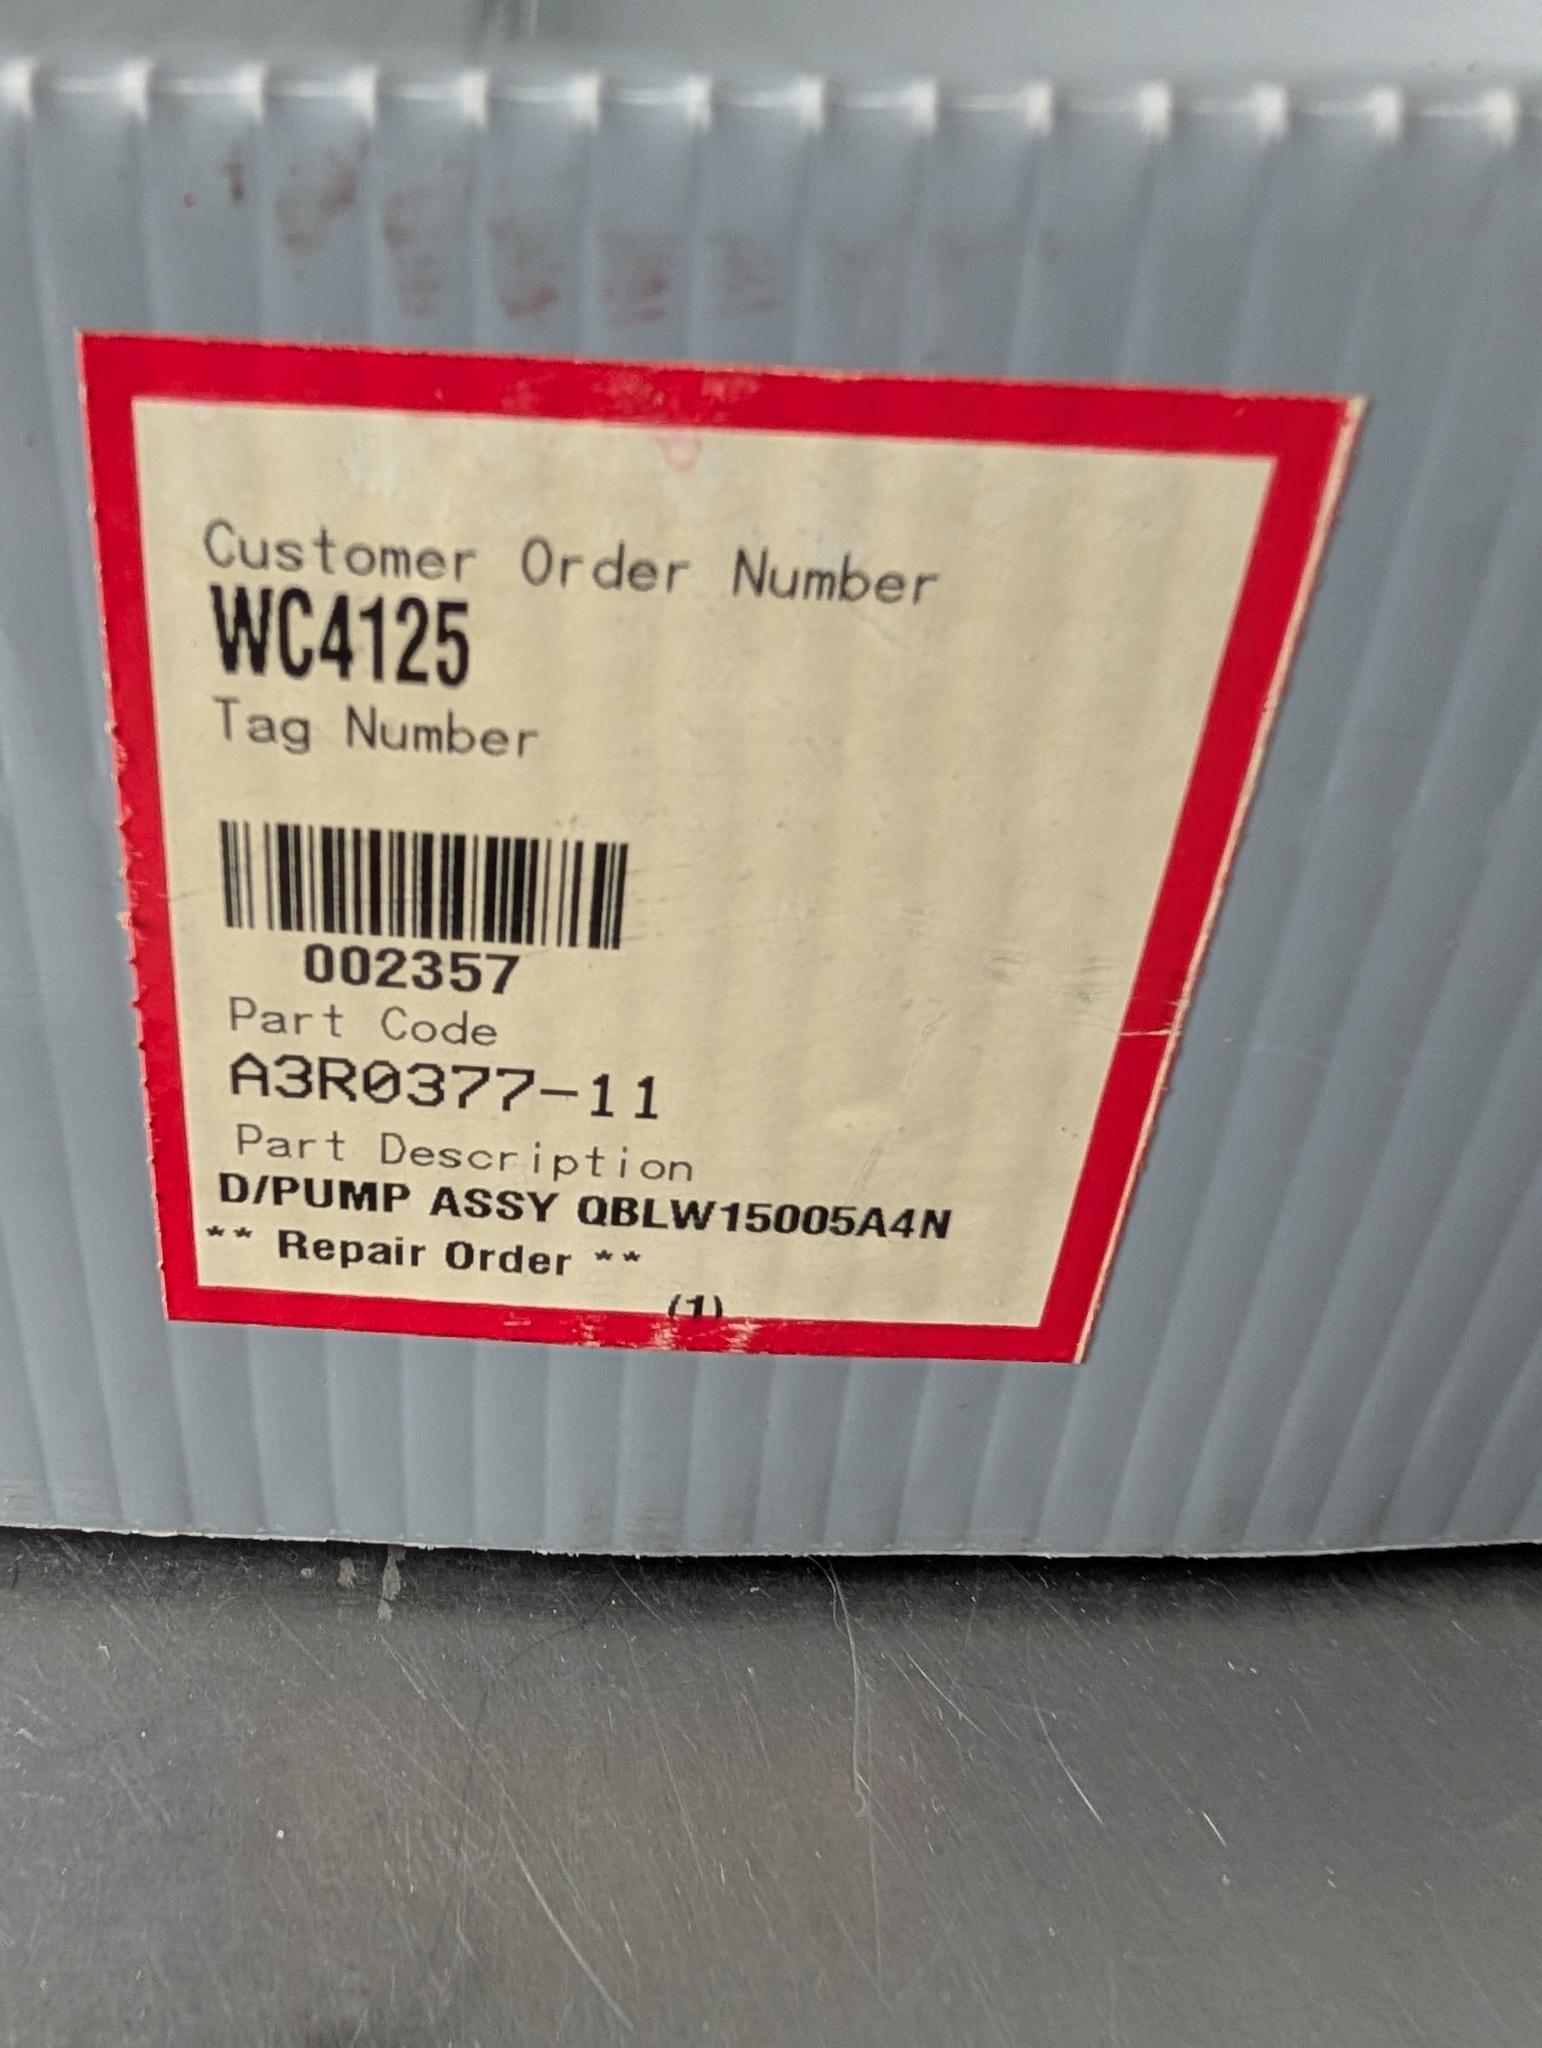 Customer Order Number
WC4125
Tag Number
002357
Part Code
A3R0377-11
Part Description
D/PUMP ASSY QBLW15005A4N
** Repair Order **
(1)